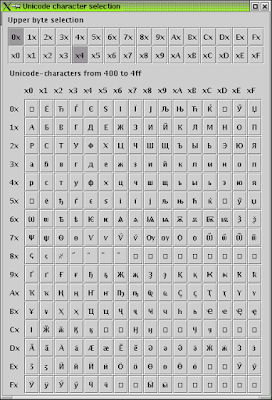 Unicode character selection
Upper byte selection
0x 1x 2x 3x 4x 5x 6x 7x 8x 9x Ax Bx Cx Dx Ex Fx
x0 x1 x2 x3 x4 x5 x6 x7 x8 x9 xA xB xC xD xE xF
Unicode-characters from 400 to 4ff
x0 x1 x2 x3 x4 x5 x6 x7 x8 x9 xA xB xC xD xE xF
0x Ё Ђ Ѓ Є Ѕ І Ї Ј Љ Њ Ћ Ќ Ў Џ
1x А Б В Г Д Е Ж З И Й К Л М Н О П
2x Р С Т У Ф Х Ц Ч Ш Щ Ъ Ы Ь Э Ю Я
3x а б в г д е ж з и й к л м н о п
4x р с т у ф х ц ч ш щ ъ ы ь э ю я
5x ё ђ ѓ є ѕ і ї ј љ њ ћ ќ ў џ
6x Ѡ ѡ Ѣ ѣ Ѥ ѥ Ѧ ѧ Ѩ ѩ Ѫ ѫ Ѭ ѭ Ѯ ѯ
7x Ѱ ѱ Ѳ ѳ Ѵ ѵ Ѷ ѷ Ѹ ѹ Ѻ ѻ Ѽ ѽ Ѿ ѿ
8x Ҁ ҁ
9x Ґ ґ Ғ ғ Ҕ ҕ Җ җ Ҙ ҙ Қ қ Ҝ ҝ Ҟ ҟ
Ax Ҡ ҡ Ң ң Ҥ ҥ Ҧ ҧ Ҩ ҩ Ҫ ҫ Ҭ ҭ Ү ү
Bx Ұ ұ Ҳ ҳ Ҵ ҵ Ҷ ҷ Ҹ ҹ Һ һ Ҽ ҽ Ҿ ҿ
Cx Ӏ Ӂ ӂ Ӄ ӄ Ӈ ӈ Ӌ ӌ
Dx Ӑ ӑ Ӓ ӓ Ӕ ӕ Ӗ ӗ Ә ә Ӛ ӛ Ӝ ӝ Ӟ ӟ
Ex Ӡ ӡ Ӣ ӣ Ӥ ӥ Ӧ ӧ Ө ө Ӫ ӫ Ӯ ӯ
Fx Ӱ ӱ Ӳ ӳ Ӵ ӵ Ӹ ӹ